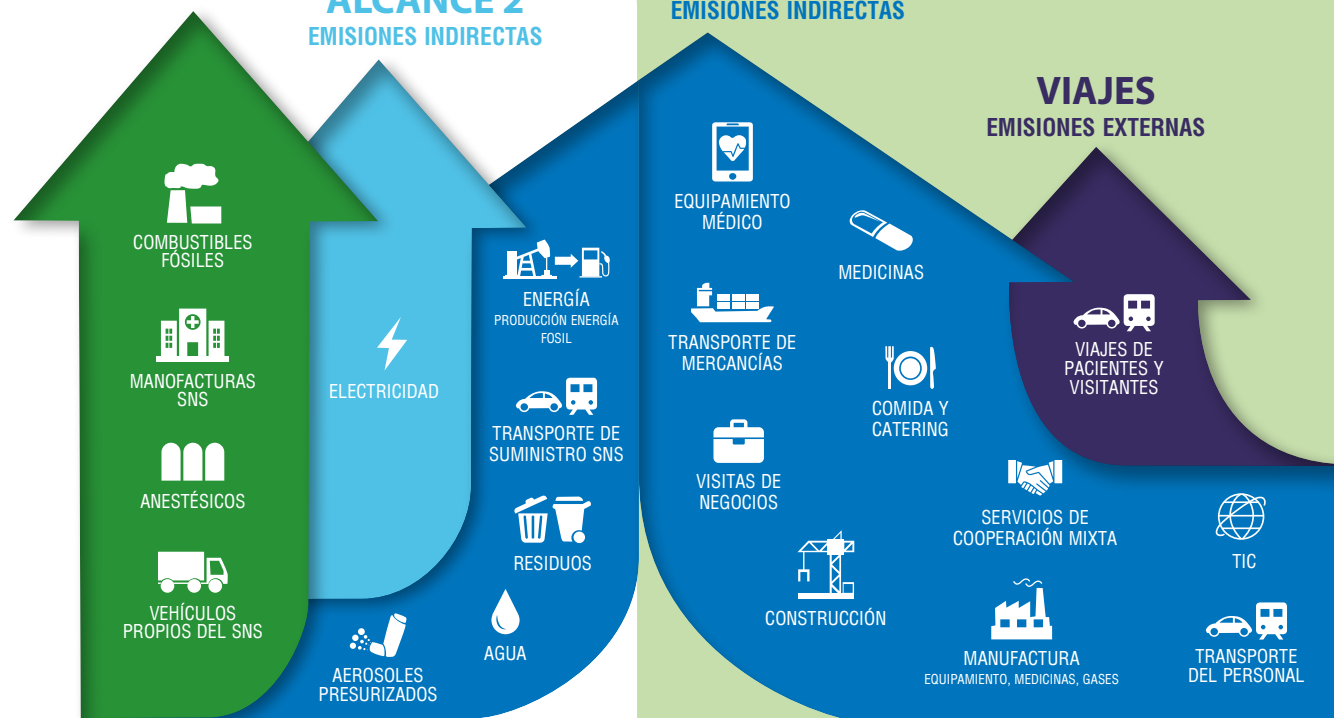 ALCANCE 2
EMISIONES INDIRECTAS
EMISIONES INDIRECTAS
VIAJES
EMISIONES EXTERNAS
COMBUSTIBLES
FÓSILES
MANOFACTURAS
SNS
ANESTÉSICOS
VEHÍCULOS
PROPIOS DEL SNS
ELECTRICIDAD
ENERGÍA
PRODUCCIÓN ENERGÍA
FOSIL
TRANSPORTE DE
SUMINISTRO SNS
RESIDUOS
AGUA
AEROSOLES
PRESURIZADOS
EQUIPAMIENTO
MÉDICO
MEDICINAS
TRANSPORTE DE
MERCANCÍAS
COMIDA Y
CATERING
VISITAS DE
NEGOCIOS
SERVICIOS DE
COOPERACIÓN MIXTA
CONSTRUCCIÓN
MANUFACTURA
EQUIPAMIENTO, MEDICINAS, GASES
TIC
TRANSPORTE
DEL PERSONAL
VIAJES DE
PACIENTES Y
VISITANTES